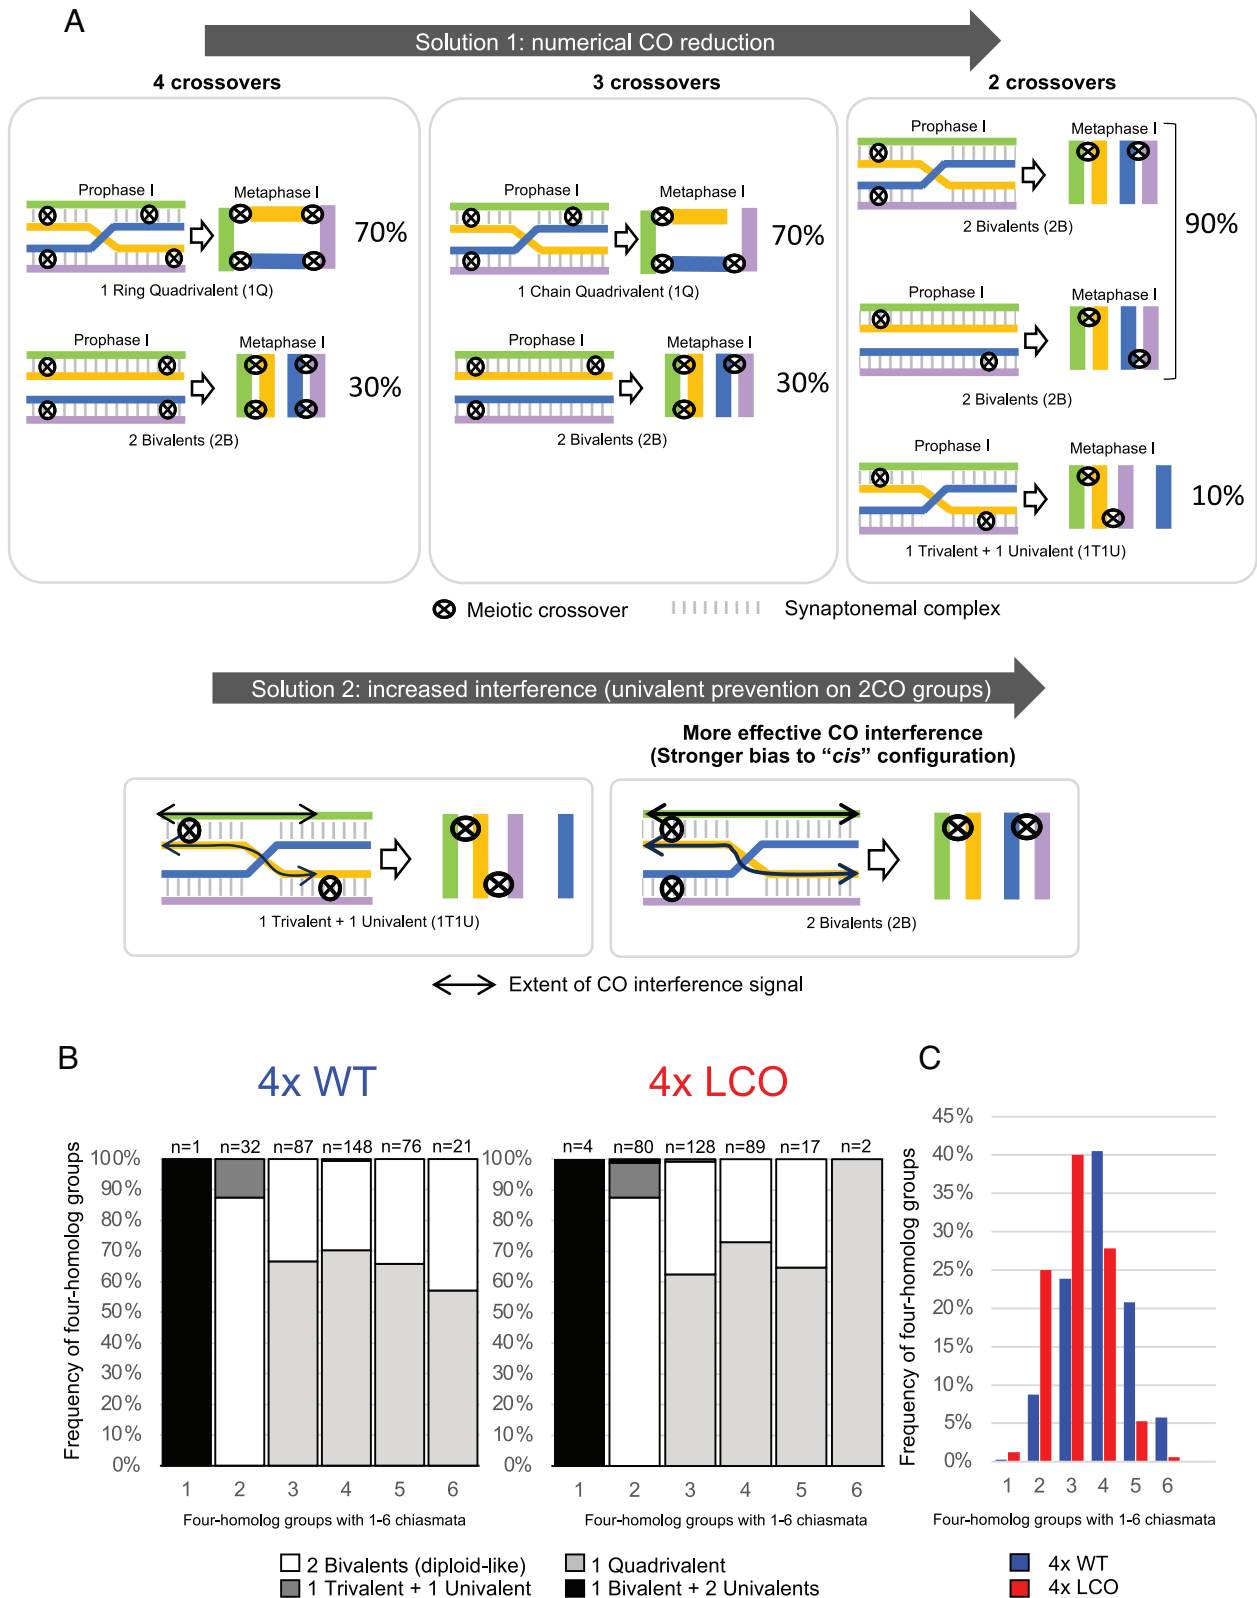 A
Solution 1: numerical CO reduction
4 crossovers
3 crossovers
2 crossovers
Prophase I
Metaphase I
70%
1 Ring Quadrivalent (1Q)
Prophase I
Metaphase I
30%
2 Bivalents (2B)
Prophase I
Metaphase I
70%
1 Chain Quadrivalent (1Q)
Prophase I
Metaphase I
30%
2 Bivalents (2B)
Prophase I
Metaphase I
2 Bivalents (2B)
90%
Prophase I
Metaphase I
2 Bivalents (2B)
Prophase I
Metaphase I
10%
1 Trivalent + 1 Univalent (1T1U)
Meiotic crossover
Synaptonemal complex
Solution 2: increased interference (univalent prevention on 2CO groups)
More effective CO interference
(Stronger bias to “cis” configuration)
1 Trivalent + 1 Univalent (1T1U)
2 Bivalents (2B)
Extent of CO interference signal
B
4x WT
n=1 n=32 n=87 n=148 n=76 n=21
100%
90%
80%
70%
60%
50%
40%
30%
20%
10%
0%
Frequency of four-homolog groups
1 2 3 4 5 6
Four-homolog groups with 1-6 chiasmata
4x LCO
n=4 n=80 n=128 n=89 n=17 n=2
100%
90%
80%
70%
60%
50%
40%
30%
20%
10%
0%
1 2 3 4 5 6
Four-homolog groups with 1-6 chiasmata
2 Bivalents (diploid-like)
1 Quadrivalent
1 Trivalent + 1 Univalent
1 Bivalent + 2 Univalents
C
45%
40%
35%
30%
25%
20%
15%
10%
5%
0%
Frequency of four-homolog groups
1 2 3 4 5 6
Four-homolog groups with 1-6 chiasmata
4x WT
4x LCO